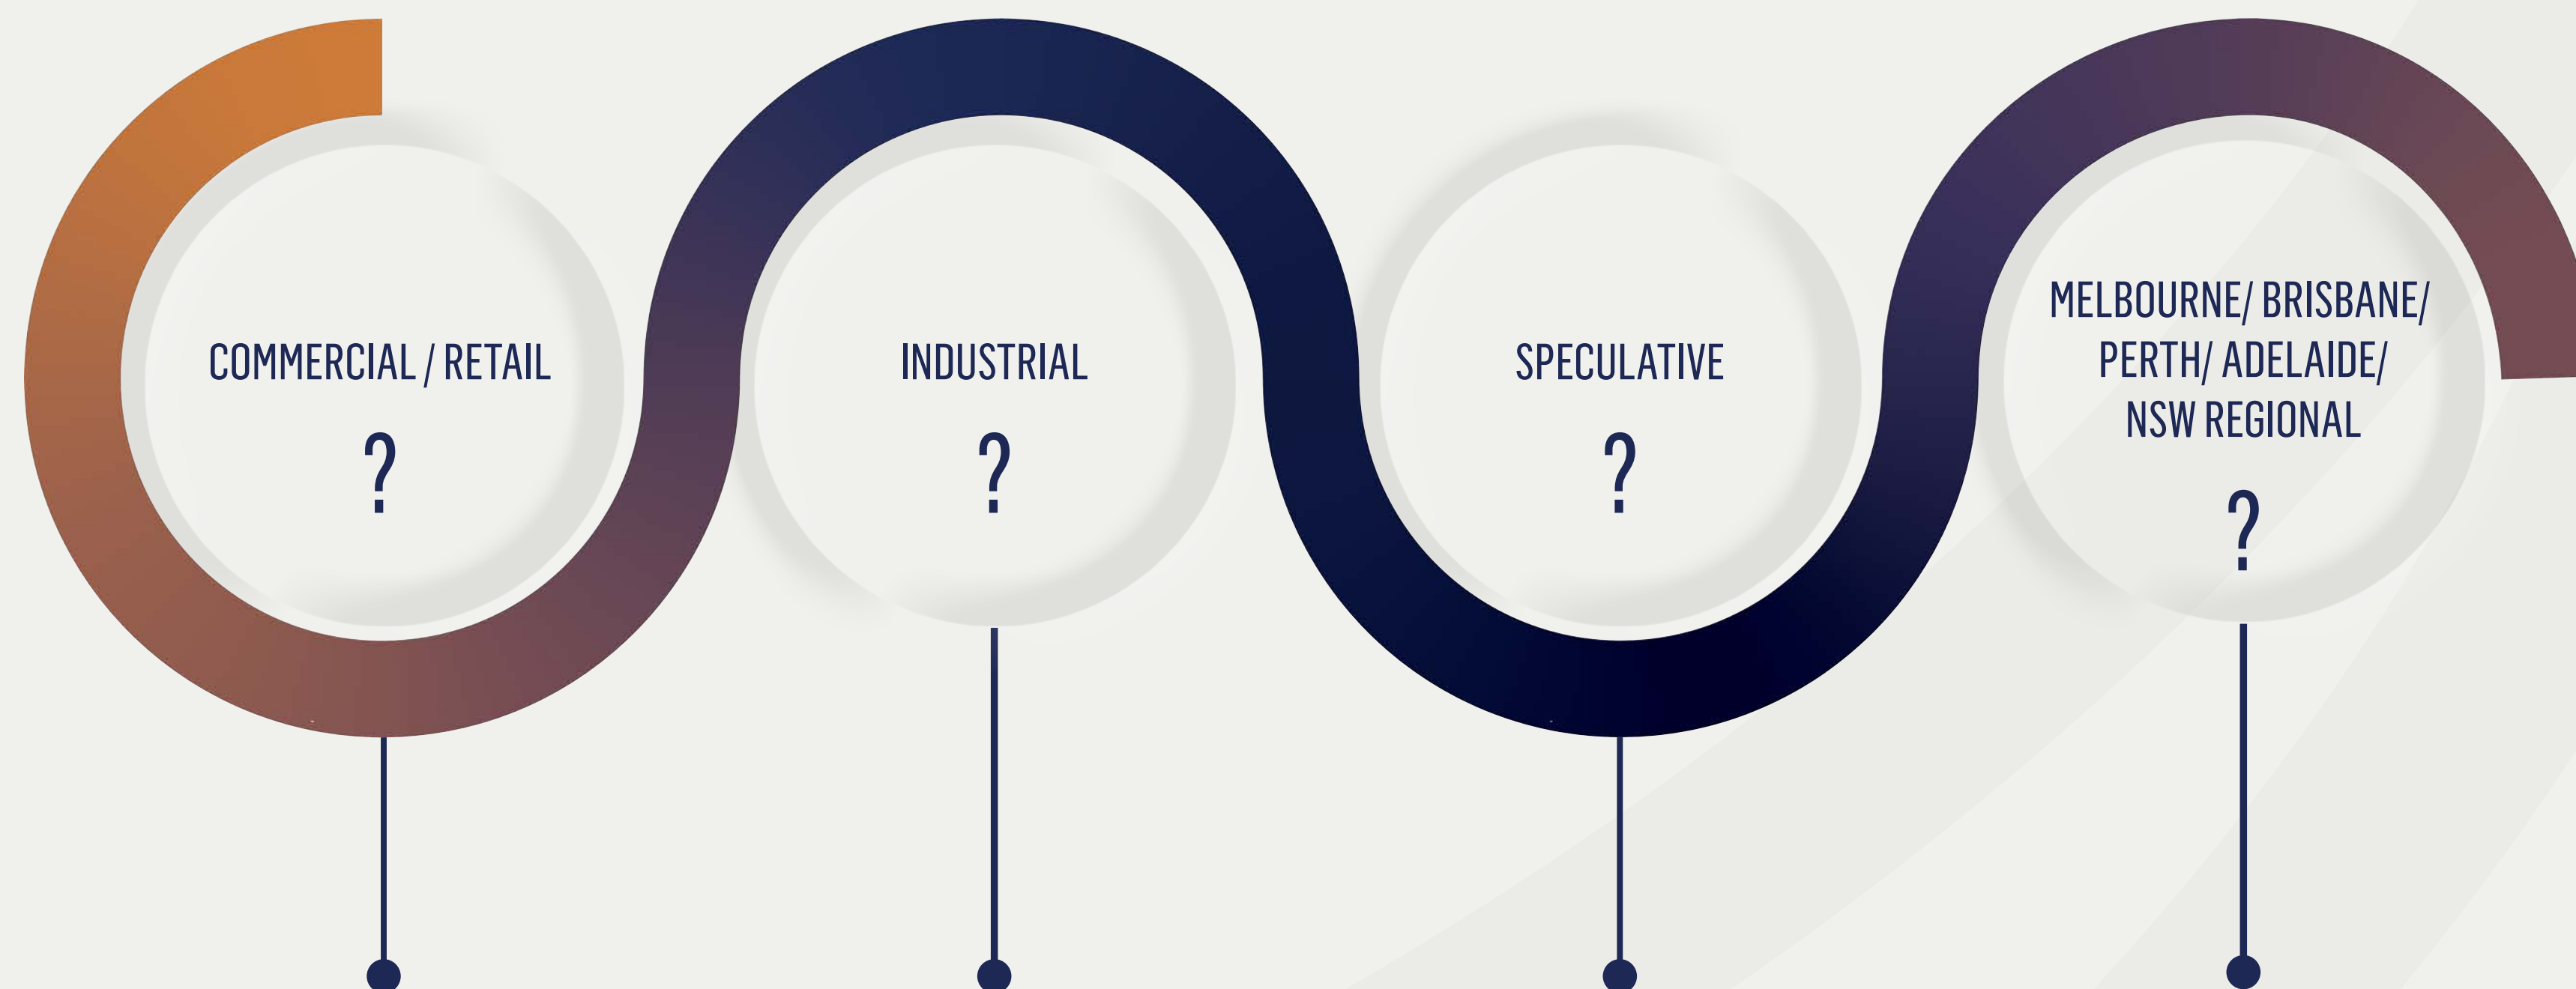 COMMERCIAL / RETAIL
?
INDUSTRIAL
?
SPECULATIVE
?
MELBOURNE/ BRISBANE/
PERTH/ ADELAIDE/
NSW REGIONAL
?